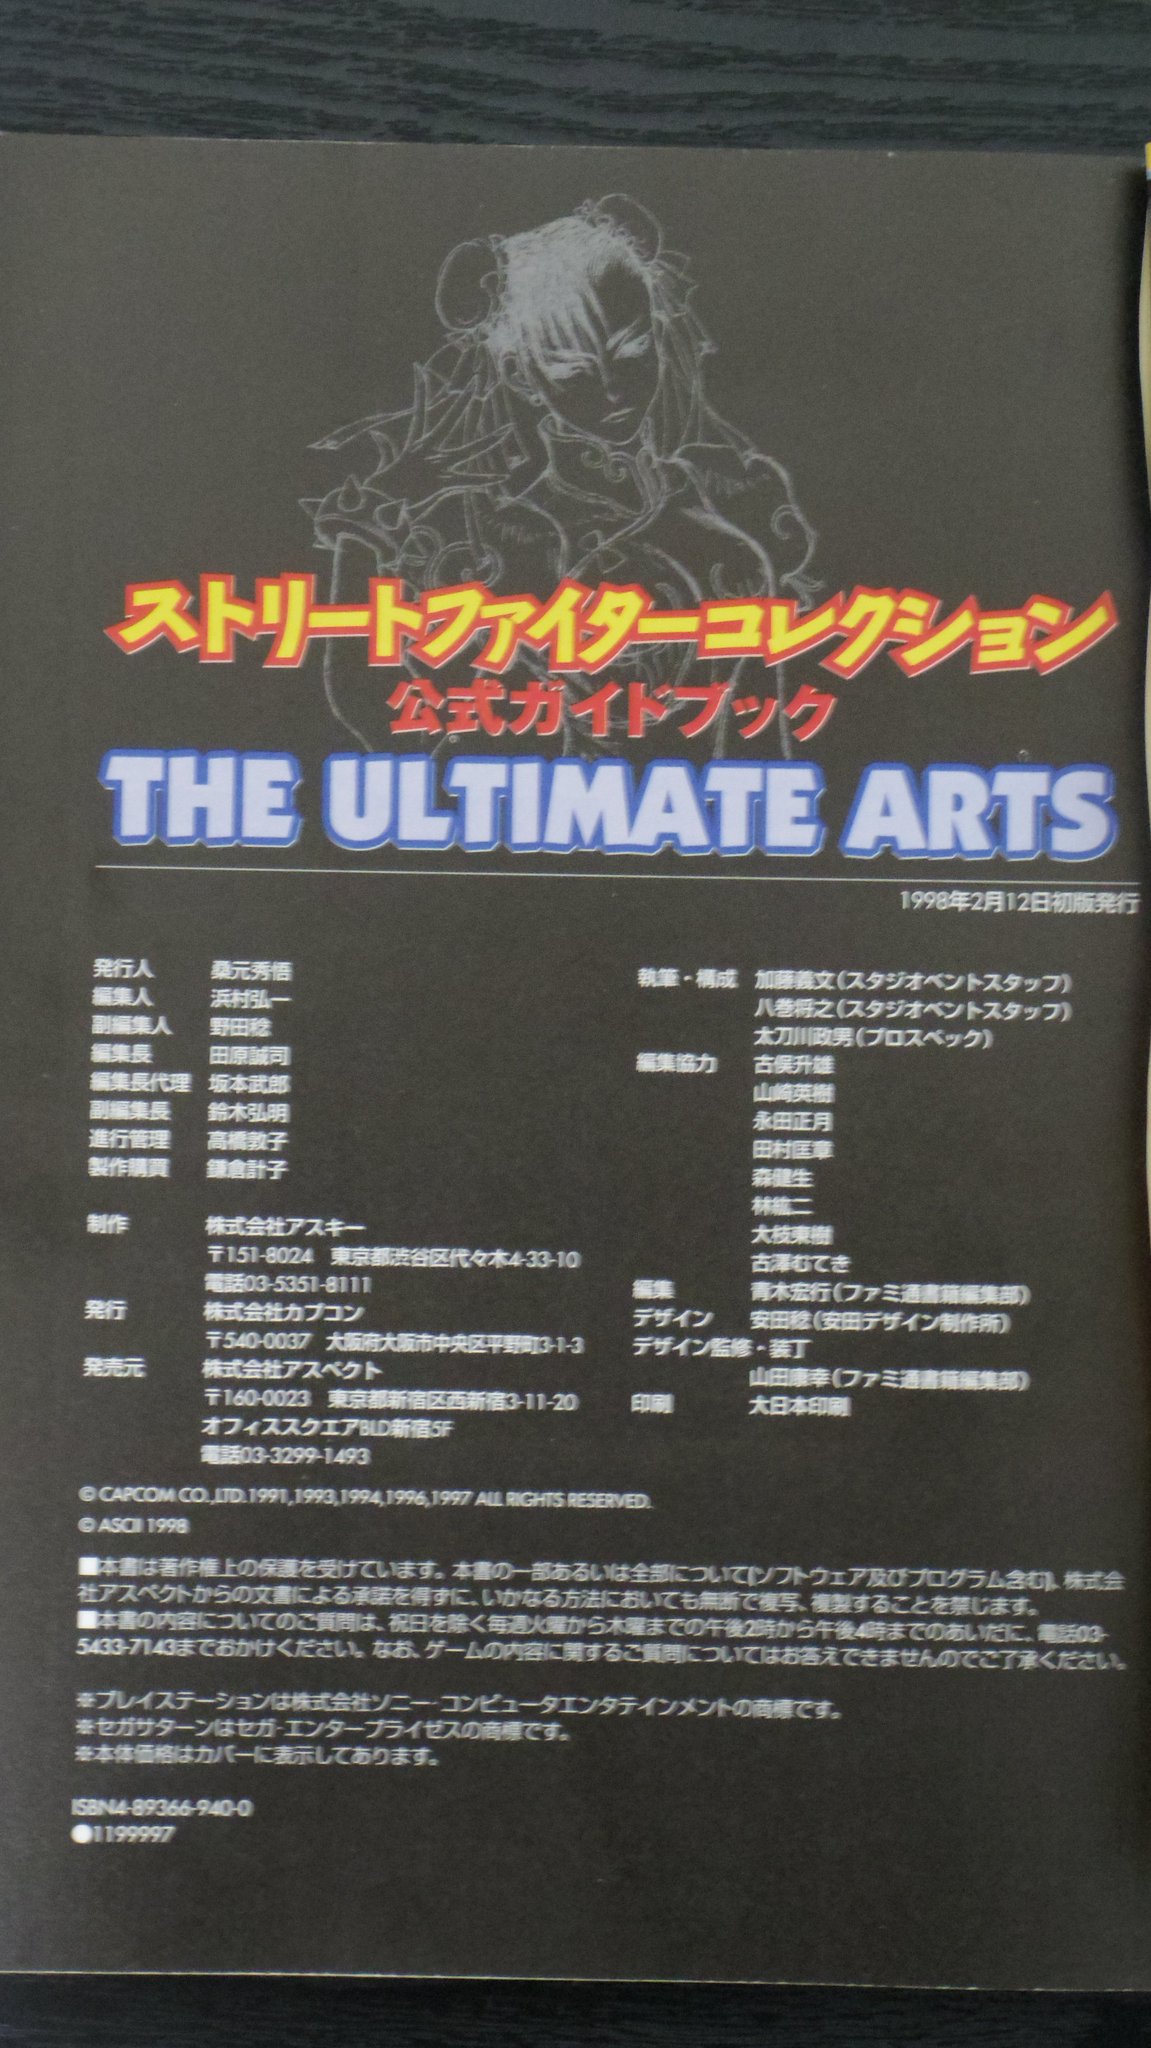 ストリートファイターコレクション
公式ガイドブック
THE ULTIMATE ARTS
1998年2月12日初版発行
発行人 桑元秀悟
編集人 浜村弘一
副編集人 野田稔
編集長 田原誠司
編集長代理 坂本武郎
副編集長 鈴木弘明
進行管理 高橋敦子
製作購買 鎌倉計子
制作 株式会社アスキー
〒151-8024 東京都渋谷区代々木4-33-10
電話03-5351-8111
発行 株式会社カプコン
〒540-0037 大阪府大阪市中央区平野町3-1-3
発売元 株式会社アスペクト
〒160-0023 東京都新宿区西新宿3-11-20
オフィススクエアBLD新宿5F
電話03-3299-1493
執筆・構成 加藤義文(スタジオベントスタッフ)
八巻将之(スタジオベントスタッフ)
太刀川政男(プロスペック)
編集協力 古俣升雄
山崎英樹
永田正月
田村匡章
森健生
林紘二
大枝東樹
古澤むてき
編集 青木宏行(ファミ通書籍編集部)
デザイン 安田稔(安田デザイン制作所)
デザイン監修・装丁
山田康幸(ファミ通書籍編集部)
印刷 大日本印刷
© CAPCOM CO.,LTD.1991,1993,1994,1996,1997 ALL RIGHTS RESERVED.
© ASCII 1998
■本書は著作権上の保護を受けています。本書の一部あるいは全部について(ソフトウェア及びプログラム含む)、株式会
社アスペクトからの文書による承諾を得ずに、いかなる方法においても無断で複写、複製することを禁じます。
■本書の内容についてのご質問は、祝日を除く毎週火曜から木曜までの午後2時から午後4時までのあいだに、電話03-
5433-7143までおかけください。なお、ゲームの内容に関するご質問についてはお答えできませんのでご了承ください。
※プレイステーションは株式会社ソニー・コンピュータエンタテインメントの商標です。
※セガサターンはセガ・エンタープライゼスの商標です。
※本体価格はカバーに表示してあります。
ISBN4-89366-940-0
●1199997